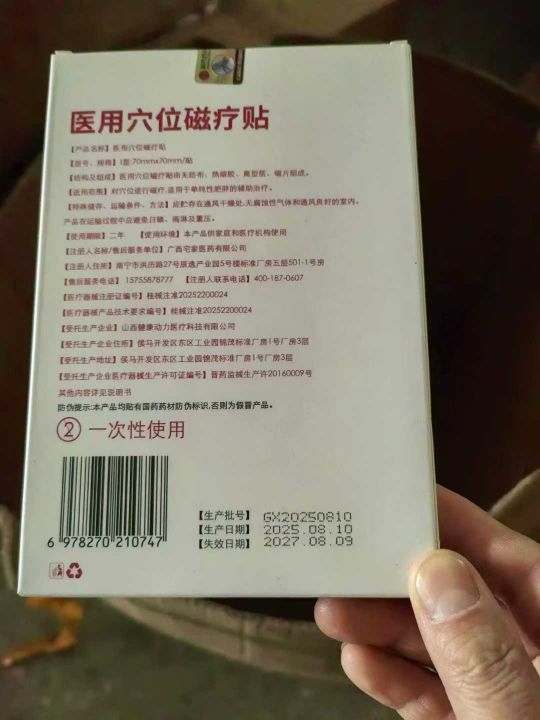 医用穴位磁疗贴
【产品名称】医用穴位磁疗贴
【型号、规格】I型:70mmx70mm/贴
【结构及组成】医用穴位磁疗贴由无纺布、热熔胶、离型纸、磁片组成。
【适用范围】对穴位进行磁疗,适用于单纯性肥胖的辅助治疗。
【特殊储存、运输条件、方法】应贮存在通风干燥处,无腐蚀性气体和通风良好的室内。
产品在运输过程中应避免日晒、雨淋及重压。
【使用期限】二年 【使用环境】本产品供家庭和医疗机构使用
【注册人名称/售后服务单位】广西宅家医药有限公司
【注册人住所】南宁市洪历路27号晟逸产业园5号楼标准厂房五层501-1号房
【售后服务电话】15755878777 【注册人联系电话】400-187-0607
【医疗器械注册证编号】桂械注准20252200024
【医疗器械产品技术要求编号】桂械注准20252200024
【受托生产企业】山西健康动力医疗科技有限公司
【受托生产企业住所】侯马开发区东区工业园锦茂标准厂房1号厂房3层
【受托生产地址】侯马开发区东区工业园锦茂标准厂房1号厂房3层
【受托生产企业医疗器械生产许可证编号】晋药监械生产许20160009号
其他内容详见说明书
防伪提示:本产品均贴有国药药材防伪标识,否则为假冒产品。
② 一次性使用
【生产批号】 GX20250810
【生产日期】 2025.08.10
【失效日期】 2027.08.09
6 978270 210747